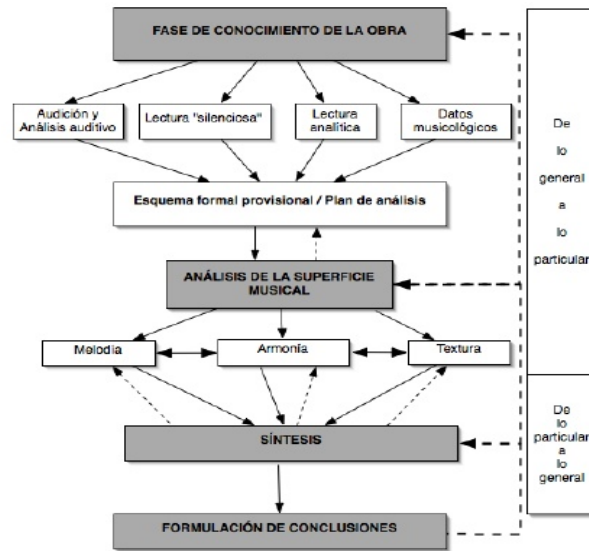 FASE DE CONOCIMIENTO DE LA OBRA
Audición y
Análisis auditivo
Lectura "silenciosa"
Lectura
analítica
Datos
musicológicos
Esquema formal provisional / Plan de análisis
ANÁLISIS DE LA SUPERFICIE
MUSICAL
Melodía
Armonía
Textura
SÍNTESIS
FORMULACIÓN DE CONCLUSIONES
De
lo
general
a
lo
particular
De
lo
particular
a
lo
general